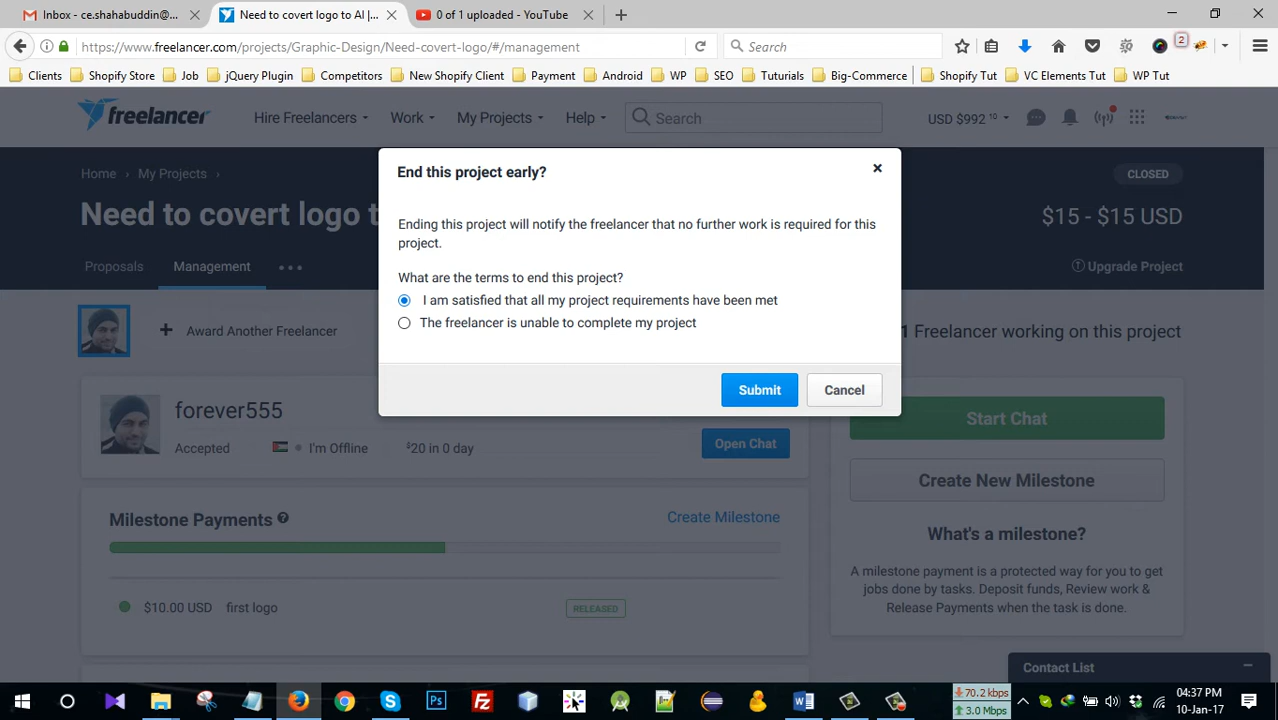 Inbox - ce.shahabuddin@...
Need to covert logo to AI |...
0 of 1 uploaded - YouTube
https://www.freelancer.com/projects/Graphic-Design/Need-covert-logo/#/management
Search
2
Clients
Shopify Store
Job
jQuery Plugin
Competitors
New Shopify Client
Payment
Android
WP
SEO
Tuturials
Big-Commerce
Shopify Tut
VC Elements Tut
WP Tut
freelancer
Hire Freelancers
Work
My Projects
Help
Search
USD $992 10
Home › My Projects ›
CLOSED
Need to covert logo t
$15 - $15 USD
Proposals
Management
Upgrade Project
End this project early?
×
Ending this project will notify the freelancer that no further work is required for this
project.
What are the terms to end this project?
I am satisfied that all my project requirements have been met
The freelancer is unable to complete my project
Submit
Cancel
+ Award Another Freelancer
1 Freelancer working on this project
forever555
Accepted
I'm Offline
$20 in 0 day
Open Chat
Start Chat
Create New Milestone
What's a milestone?
A milestone payment is a protected way for you to get
jobs done by tasks. Deposit funds, Review work &
Release Payments when the task is done.
Milestone Payments
Create Milestone
$10.00 USD
first logo
RELEASED
Contact List
70.2 kbps
3.0 Mbps
04:37 PM
10-Jan-17